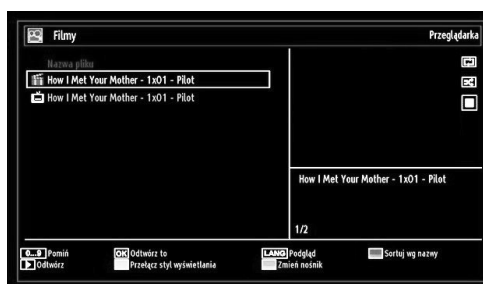 Filmy Przeglądarka
Nazwa pliku
How I Met Your Mother - 1x01 - Pilot
How I Met Your Mother - 1x01 - Pilot
How I Met Your Mother - 1x01 - Pilot
1/2
0...9 Pomiń OK Odtwórz to LANG Podgląd Sortuj wg nazwy
Odtwórz Przełącz styl wyświetlania Zmień nośnik